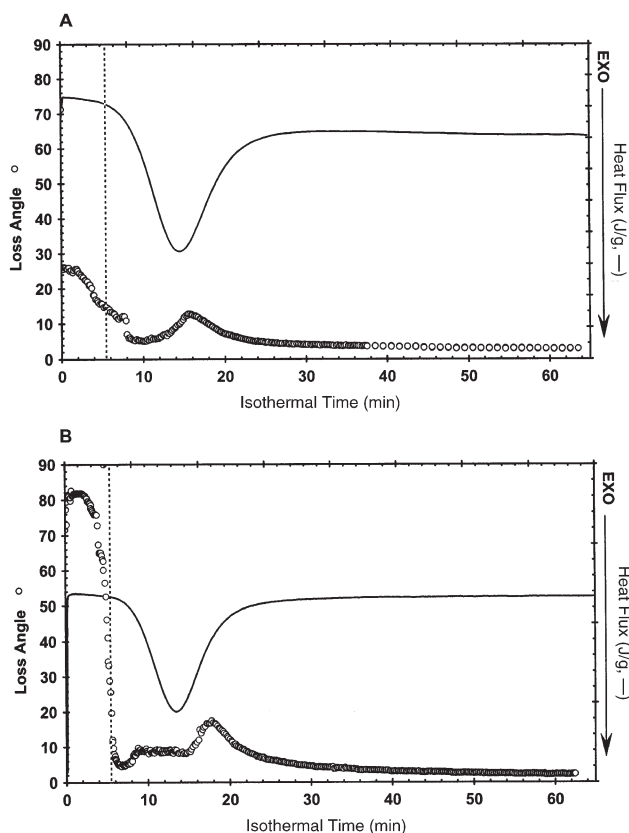 A
90
80
70
60
50
40
30
20
10
0
Loss Angle ○
0 10 20 30 40 50 60
Isothermal Time (min)
EXO
Heat Flux (J/g, —)
B
90
80
70
60
50
40
30
20
10
0
Loss Angle ○
0 10 20 30 40 50 60
Isothermal Time (min)
EXO
Heat Flux (J/g, —)